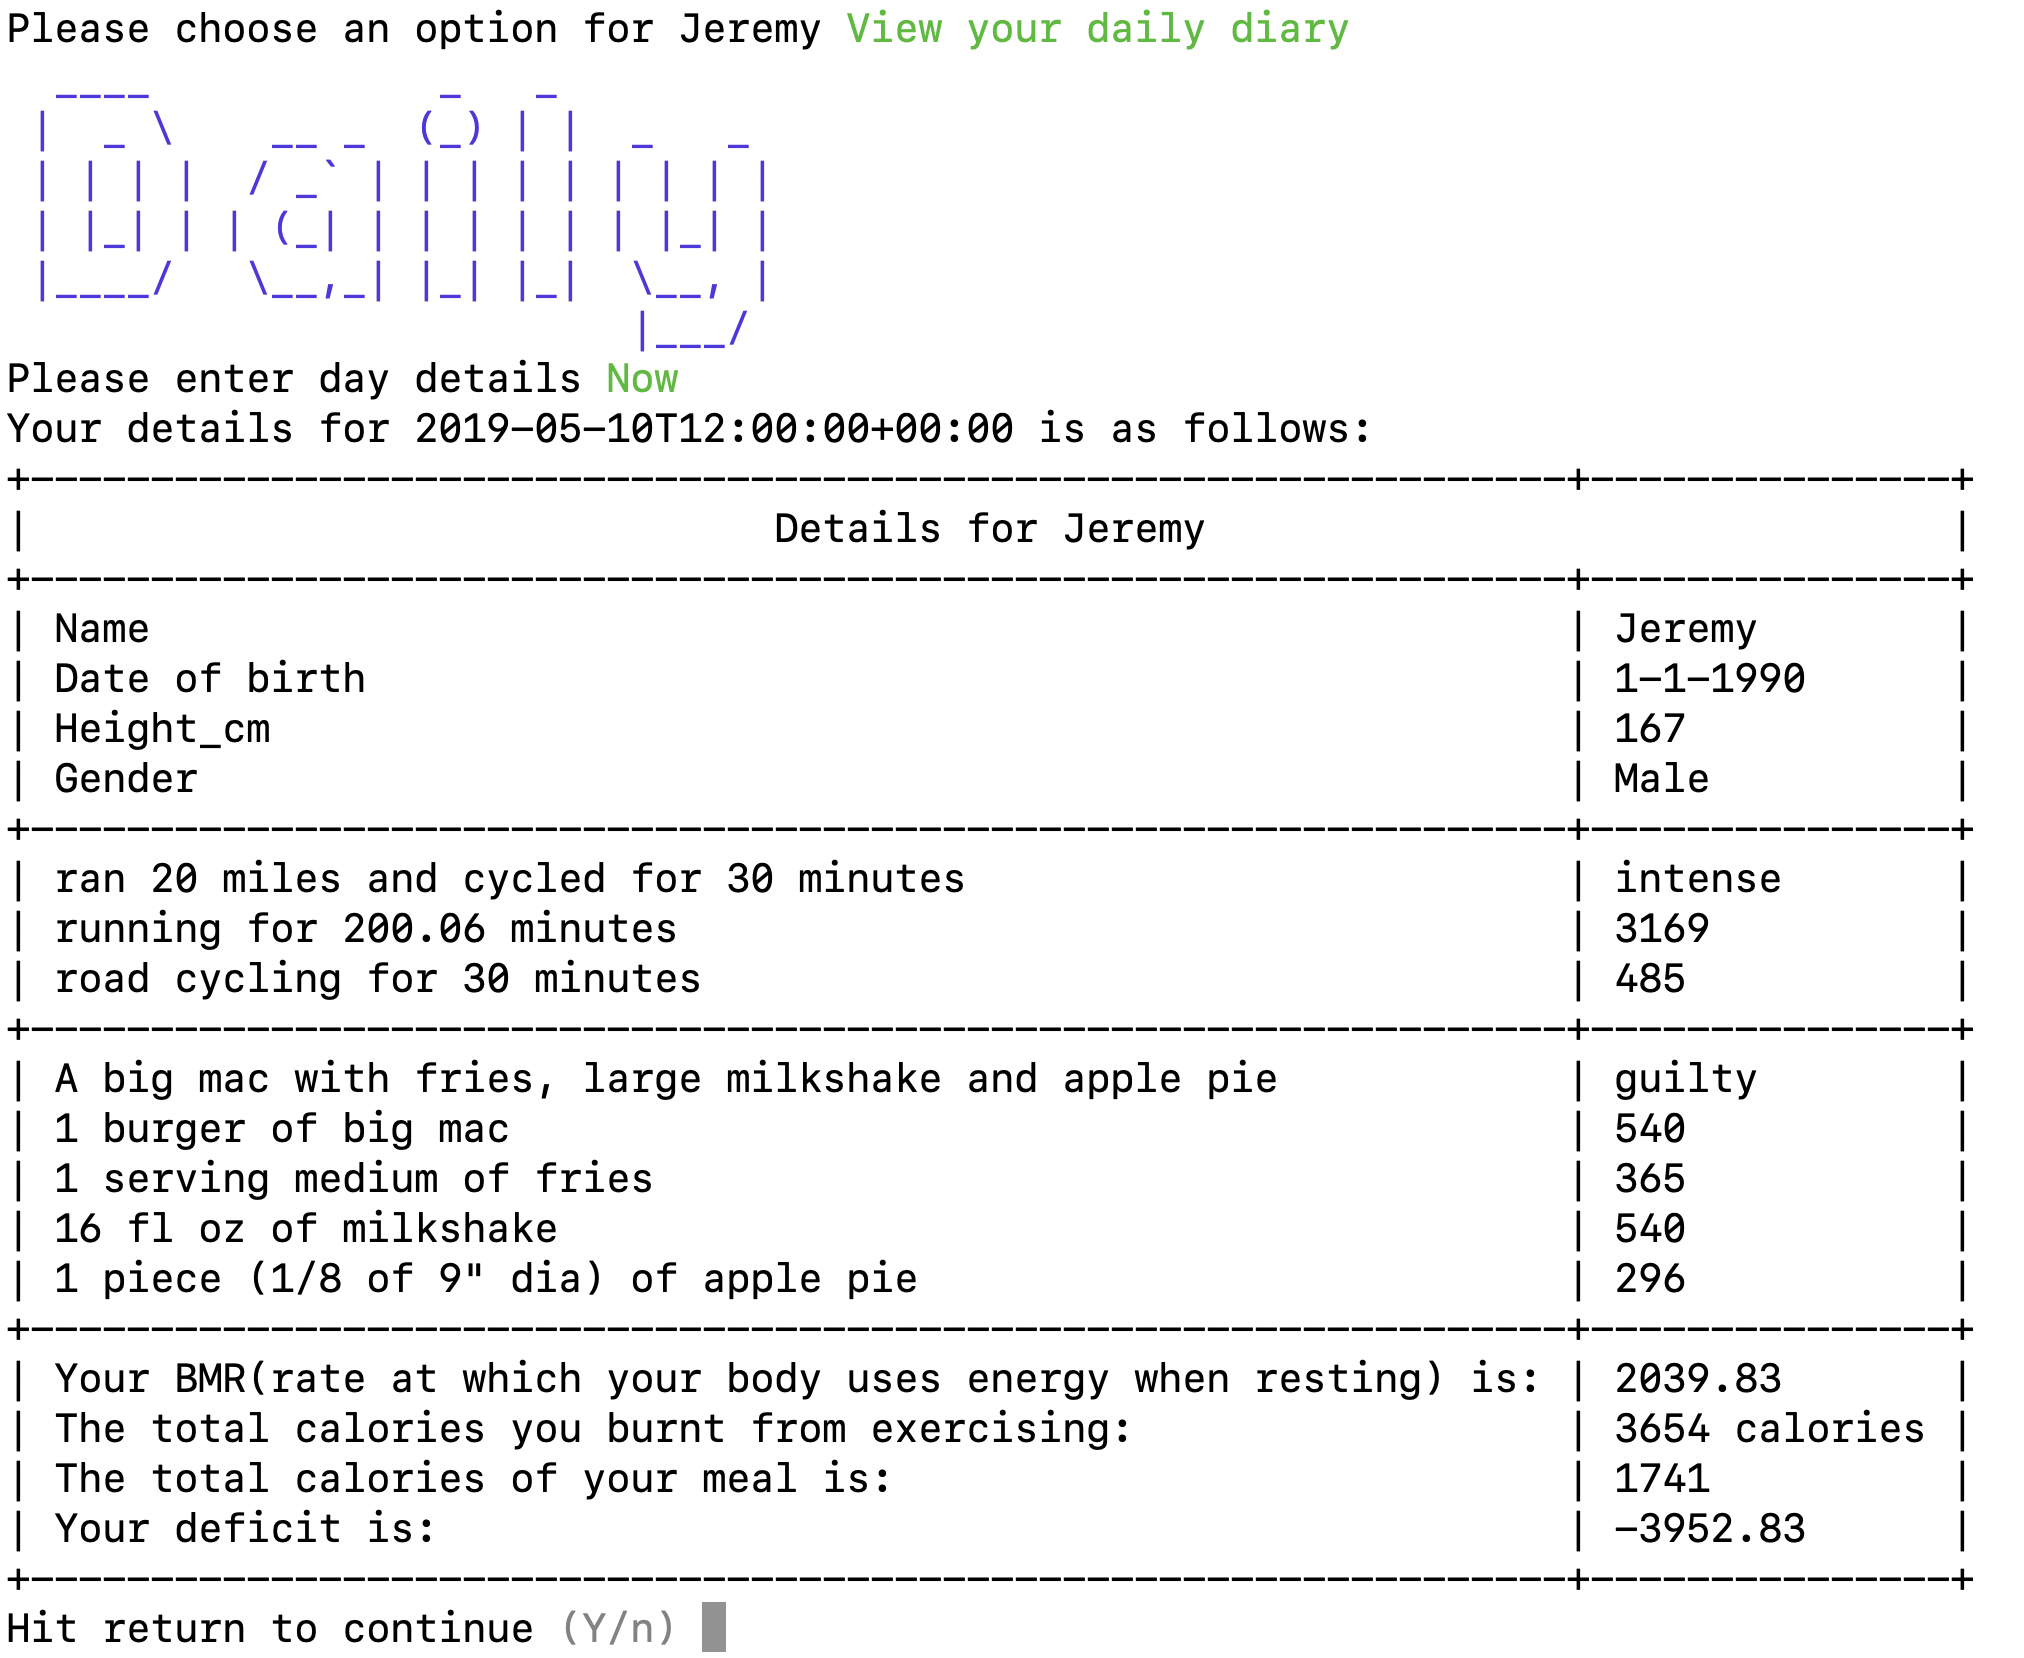 Please choose an option for Jeremy View your daily diary
Daily
Please enter day details Now
Your details for 2019-05-10T12:00:00+00:00 is as follows:
Details for Jeremy
Name Jeremy
Date of birth 1-1-1990
Height_cm 167
Gender Male
ran 20 miles and cycled for 30 minutes intense
running for 200.06 minutes 3169
road cycling for 30 minutes 485
A big mac with fries, large milkshake and apple pie guilty
1 burger of big mac 540
1 serving medium of fries 365
16 fl oz of milkshake 540
1 piece (1/8 of 9" dia) of apple pie 296
Your BMR(rate at which your body uses energy when resting) is: 2039.83
The total calories you burnt from exercising: 3654 calories
The total calories of your meal is: 1741
Your deficit is: -3952.83
Hit return to continue (Y/n)